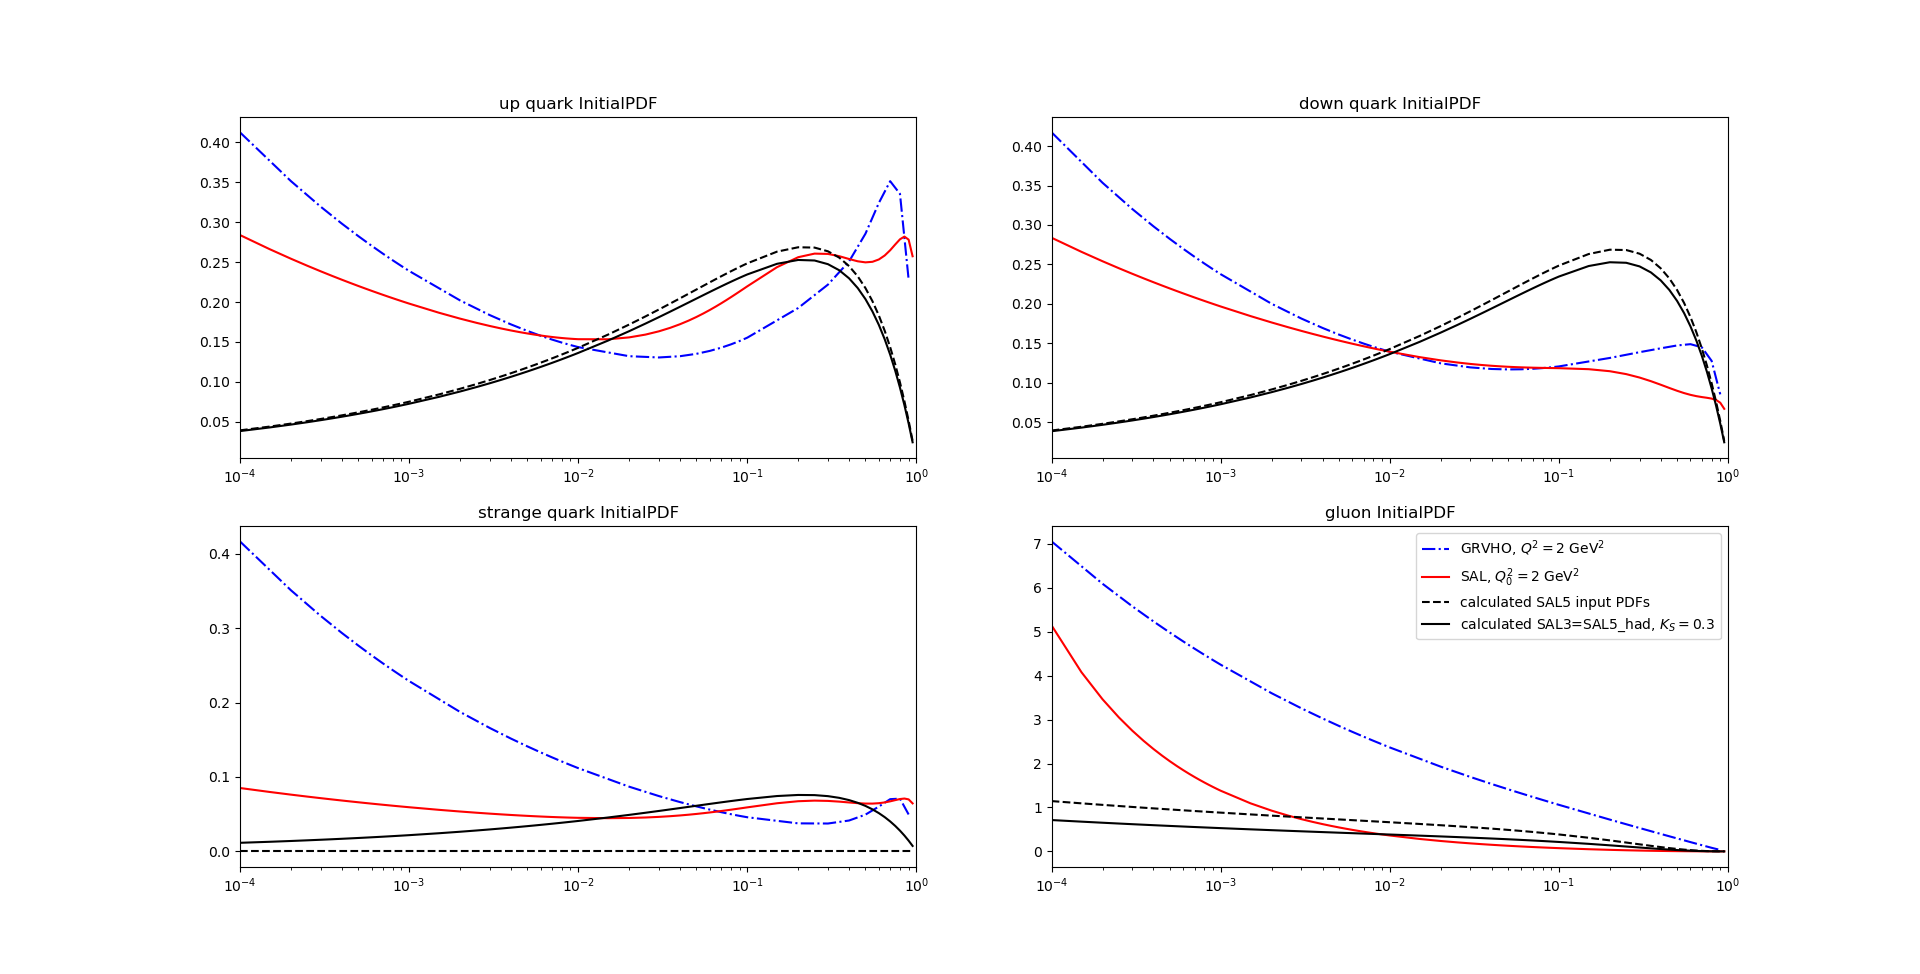 up quark InitialPDF
0.40
0.35
0.30
0.25
0.20
0.15
0.10
0.05
10⁻⁴ 10⁻³ 10⁻² 10⁻¹ 10⁰
down quark InitialPDF
0.40
0.35
0.30
0.25
0.20
0.15
0.10
0.05
10⁻⁴ 10⁻³ 10⁻² 10⁻¹ 10⁰
strange quark InitialPDF
0.4
0.3
0.2
0.1
0.0
10⁻⁴ 10⁻³ 10⁻² 10⁻¹ 10⁰
gluon InitialPDF
7
6
5
4
3
2
1
0
GRVHO, Q² = 2 GeV²
SAL, Q₀² = 2 GeV²
calculated SAL5 input PDFs
calculated SAL3=SAL5_had, K_S = 0.3
10⁻⁴ 10⁻³ 10⁻² 10⁻¹ 10⁰